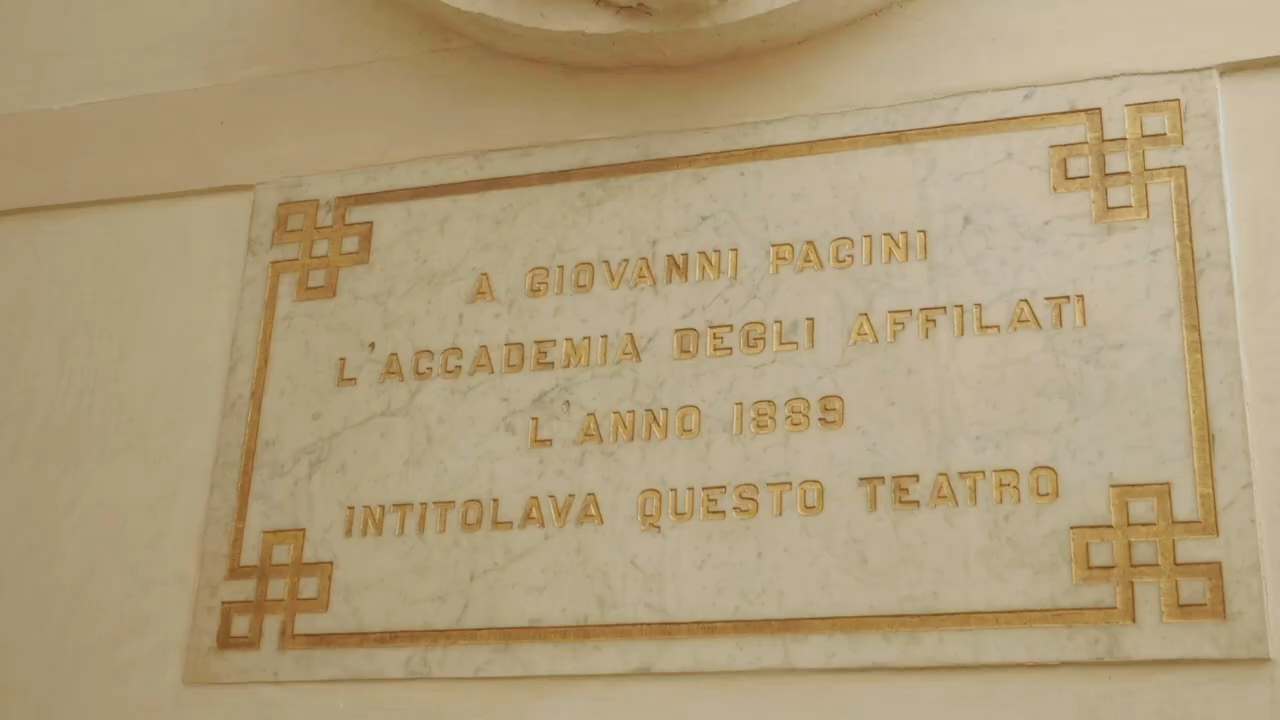 A GIOVANNI PACINI
L'ACCADEMIA DEGLI AFFILATI
L'ANNO 1889
INTITOLAVA QUESTO TEATRO